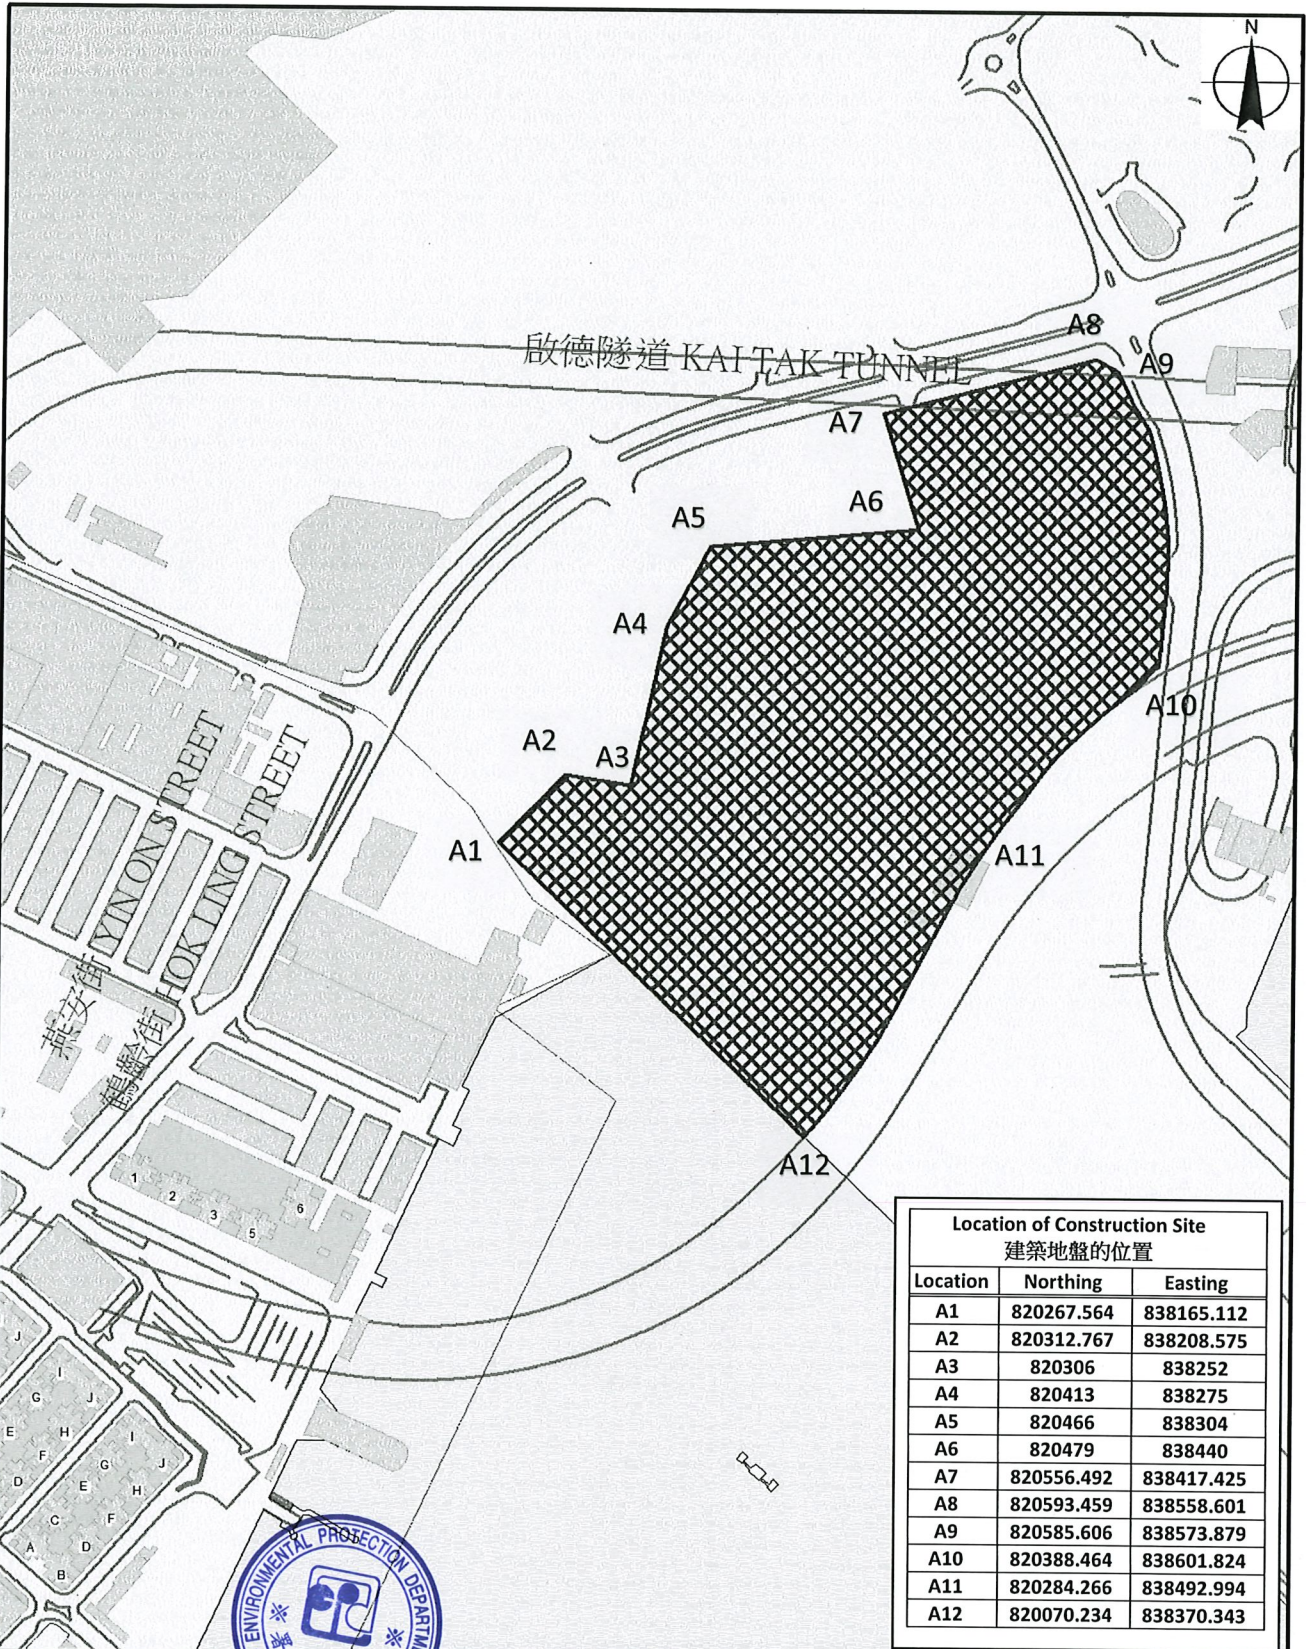 N
A8
啟德隧道 KAI TAK TUNNEL
A9
A7
A6
A5
A4
A10
A2
A3
A1
A11
燕安街 YIN ON STREET
鶴齡街 HOK LING STREET
A12
1
2
3
5
6
Location of Construction Site
建築地盤的位置
Location Northing Easting
A1 820267.564 838165.112
A2 820312.767 838208.575
A3 820306 838252
A4 820413 838275
A5 820466 838304
A6 820479 838440
A7 820556.492 838417.425
A8 820593.459 838558.601
A9 820585.606 838573.879
A10 820388.464 838601.824
A11 820284.266 838492.994
A12 820070.234 838370.343
J
I
G
J
E
H
I
F
G
J
D
E
H
C
F
A
D
B
ENVIRONMENTAL PROTECTION